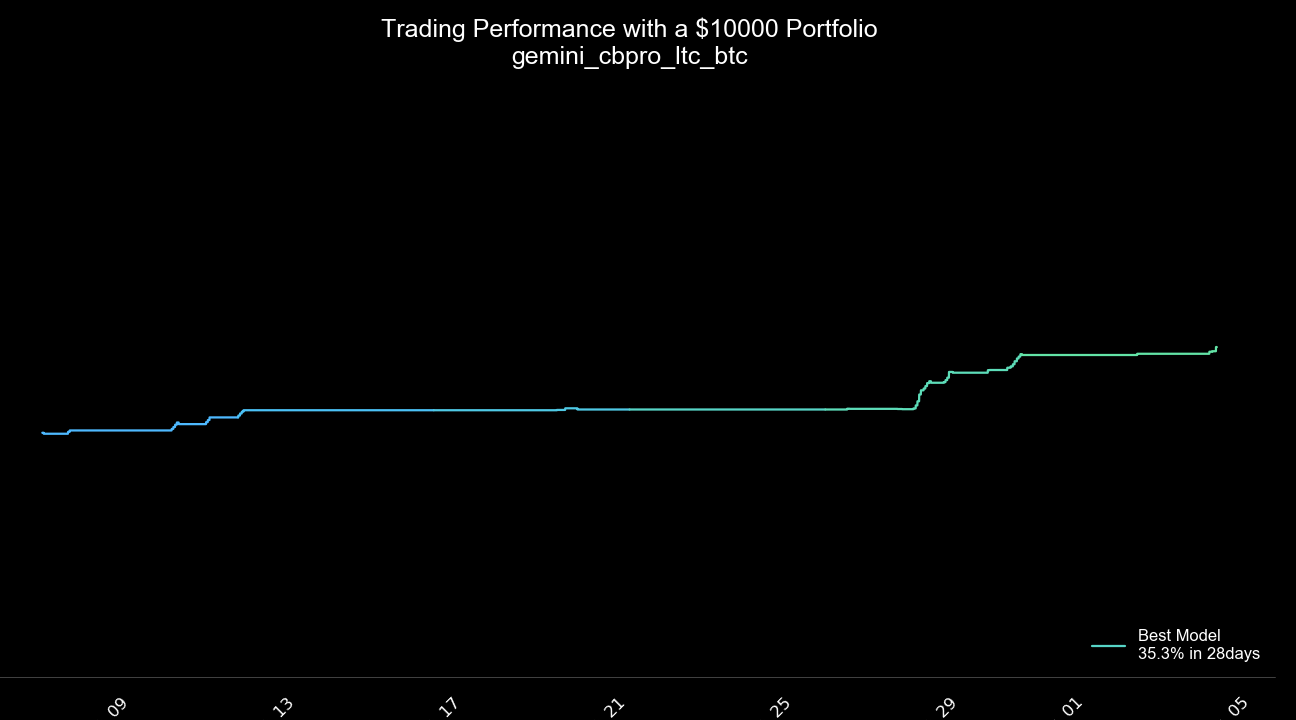 Trading Performance with a $10000 Portfolio
gemini_cbpro_ltc_btc
Best Model
35.3% in 28days
09 13 17 21 25 29 01 05